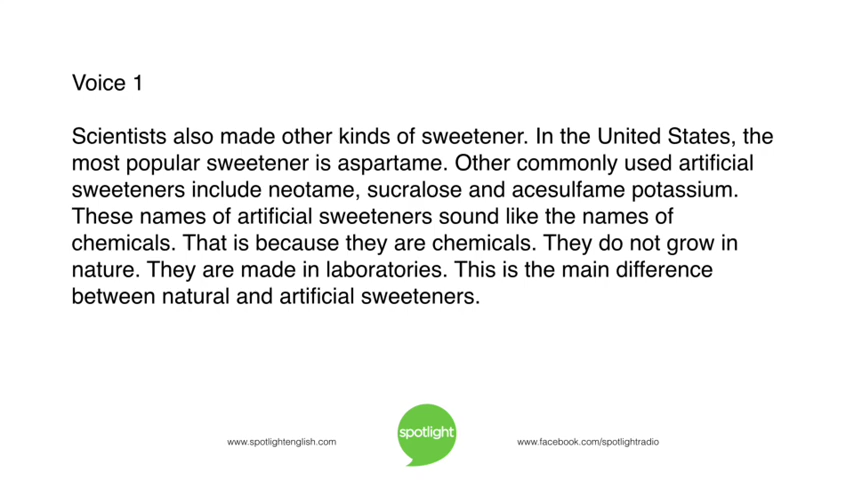 Voice 1
Scientists also made other kinds of sweetener. In the United States, the
most popular sweetener is aspartame. Other commonly used artificial
sweeteners include neotame, sucralose and acesulfame potassium.
These names of artificial sweeteners sound like the names of
chemicals. That is because they are chemicals. They do not grow in
nature. They are made in laboratories. This is the main difference
between natural and artificial sweeteners.
spotlight
www.spotlightenglish.com
www.facebook.com/spotlightradio